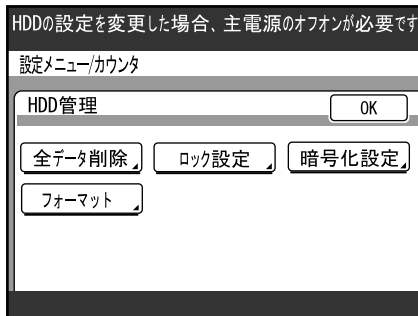 HDDの設定を変更した場合、主電源のオフオンが必要です
設定メニュー/カウンタ
HDD管理
OK
全データ削除 ロック設定 暗号化設定
フォーマット